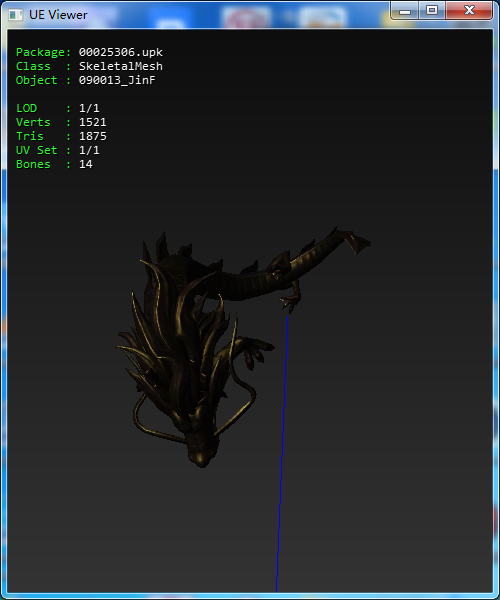 UE Viewer
Package: 00025306.upk
Class  : SkeletalMesh
Object : 090013_JinF
LOD    : 1/1
Verts  : 1521
Tris   : 1875
UV Set : 1/1
Bones  : 14